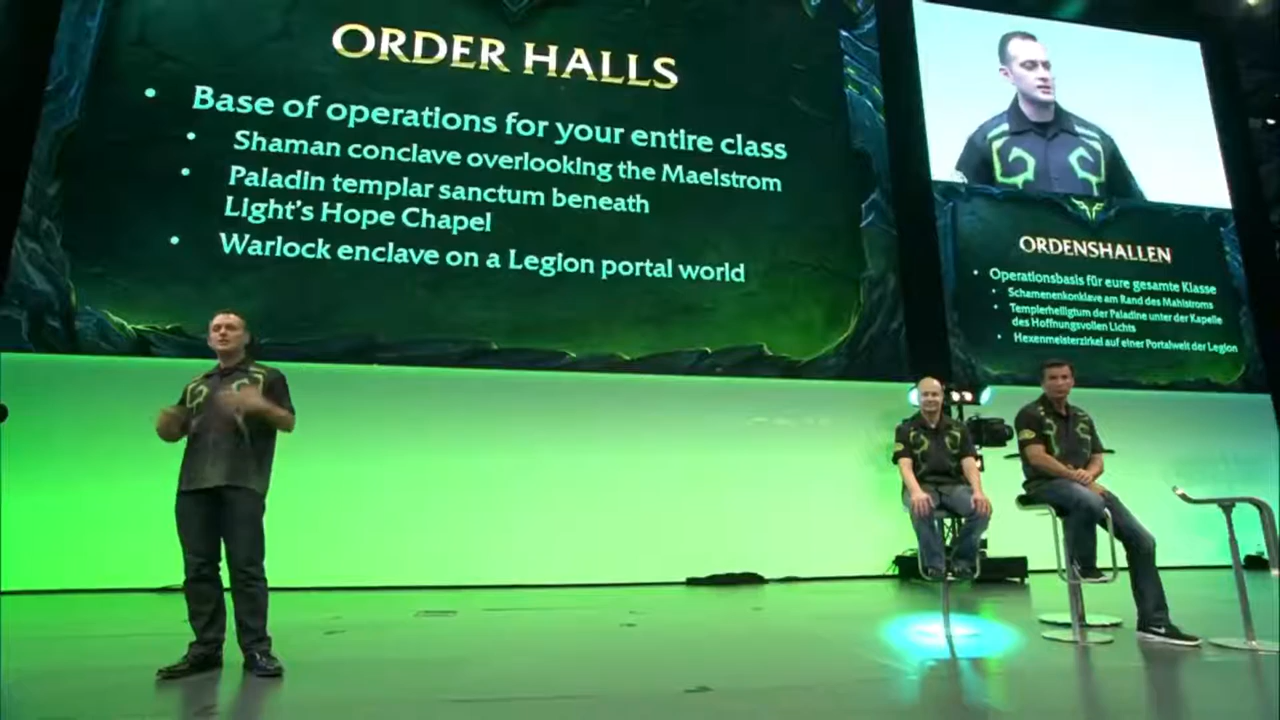 ORDER HALLS
• Base of operations for your entire class
• Shaman conclave overlooking the Maelstrom
• Paladin templar sanctum beneath
Light's Hope Chapel
• Warlock enclave on a Legion portal world
ORDENSHALLEN
• Operationsbasis für eure gesamte Klasse
• Schamenenkonklave am Rand des Mahlstroms
• Templerheiligtum der Paladine unter der Kapelle
des Hoffnungsvollen Lichts
• Hexenmeisterzirkel auf einer Portalwelt der Legion